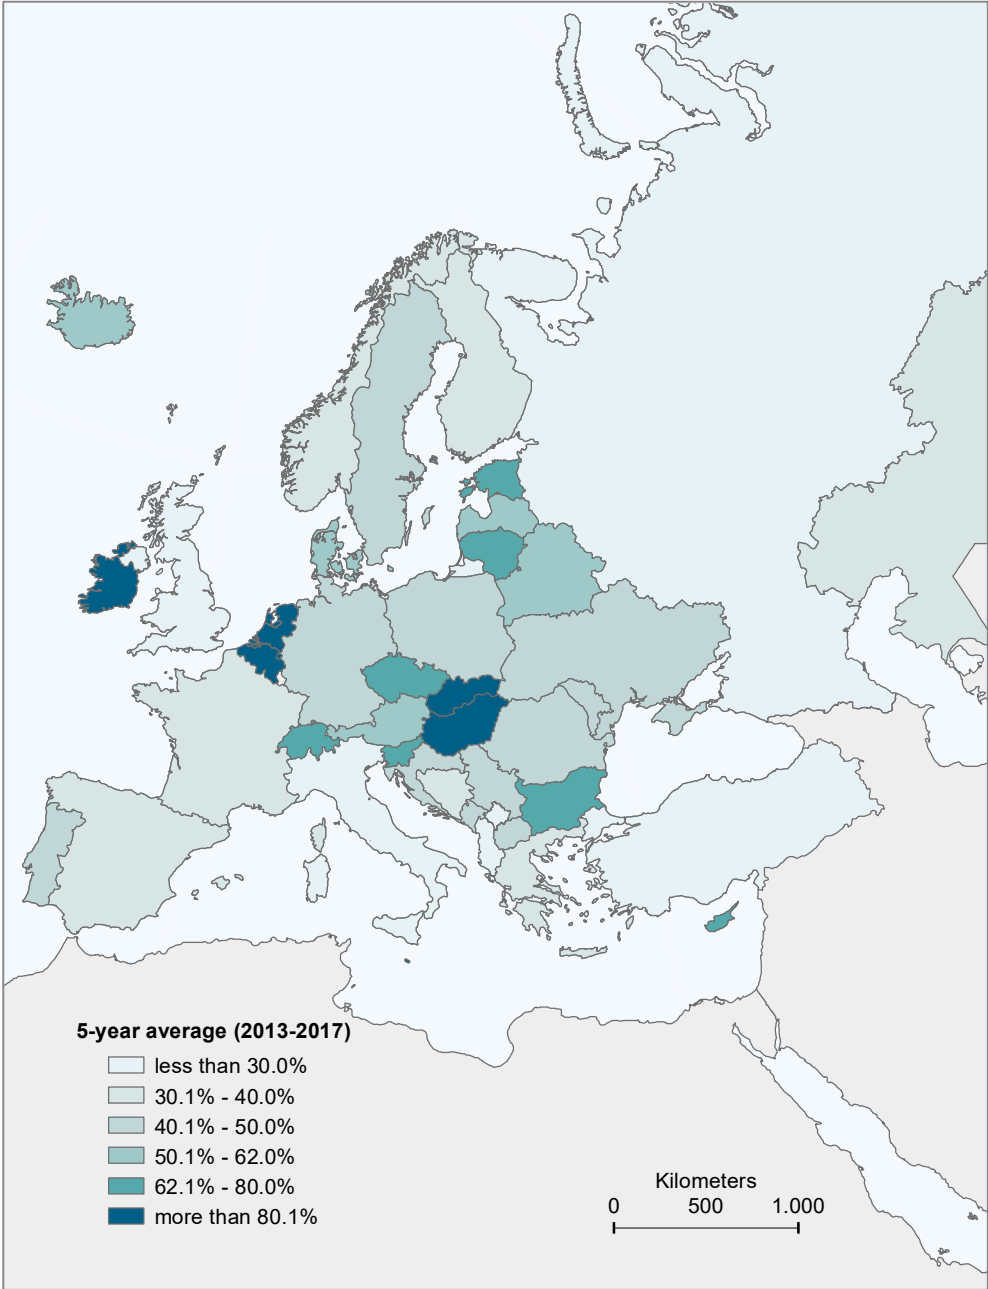 5-year average (2013-2017)
less than 30.0%
30.1% - 40.0%
40.1% - 50.0%
50.1% - 62.0%
62.1% - 80.0%
more than 80.1%
Kilometers
0 500 1.000